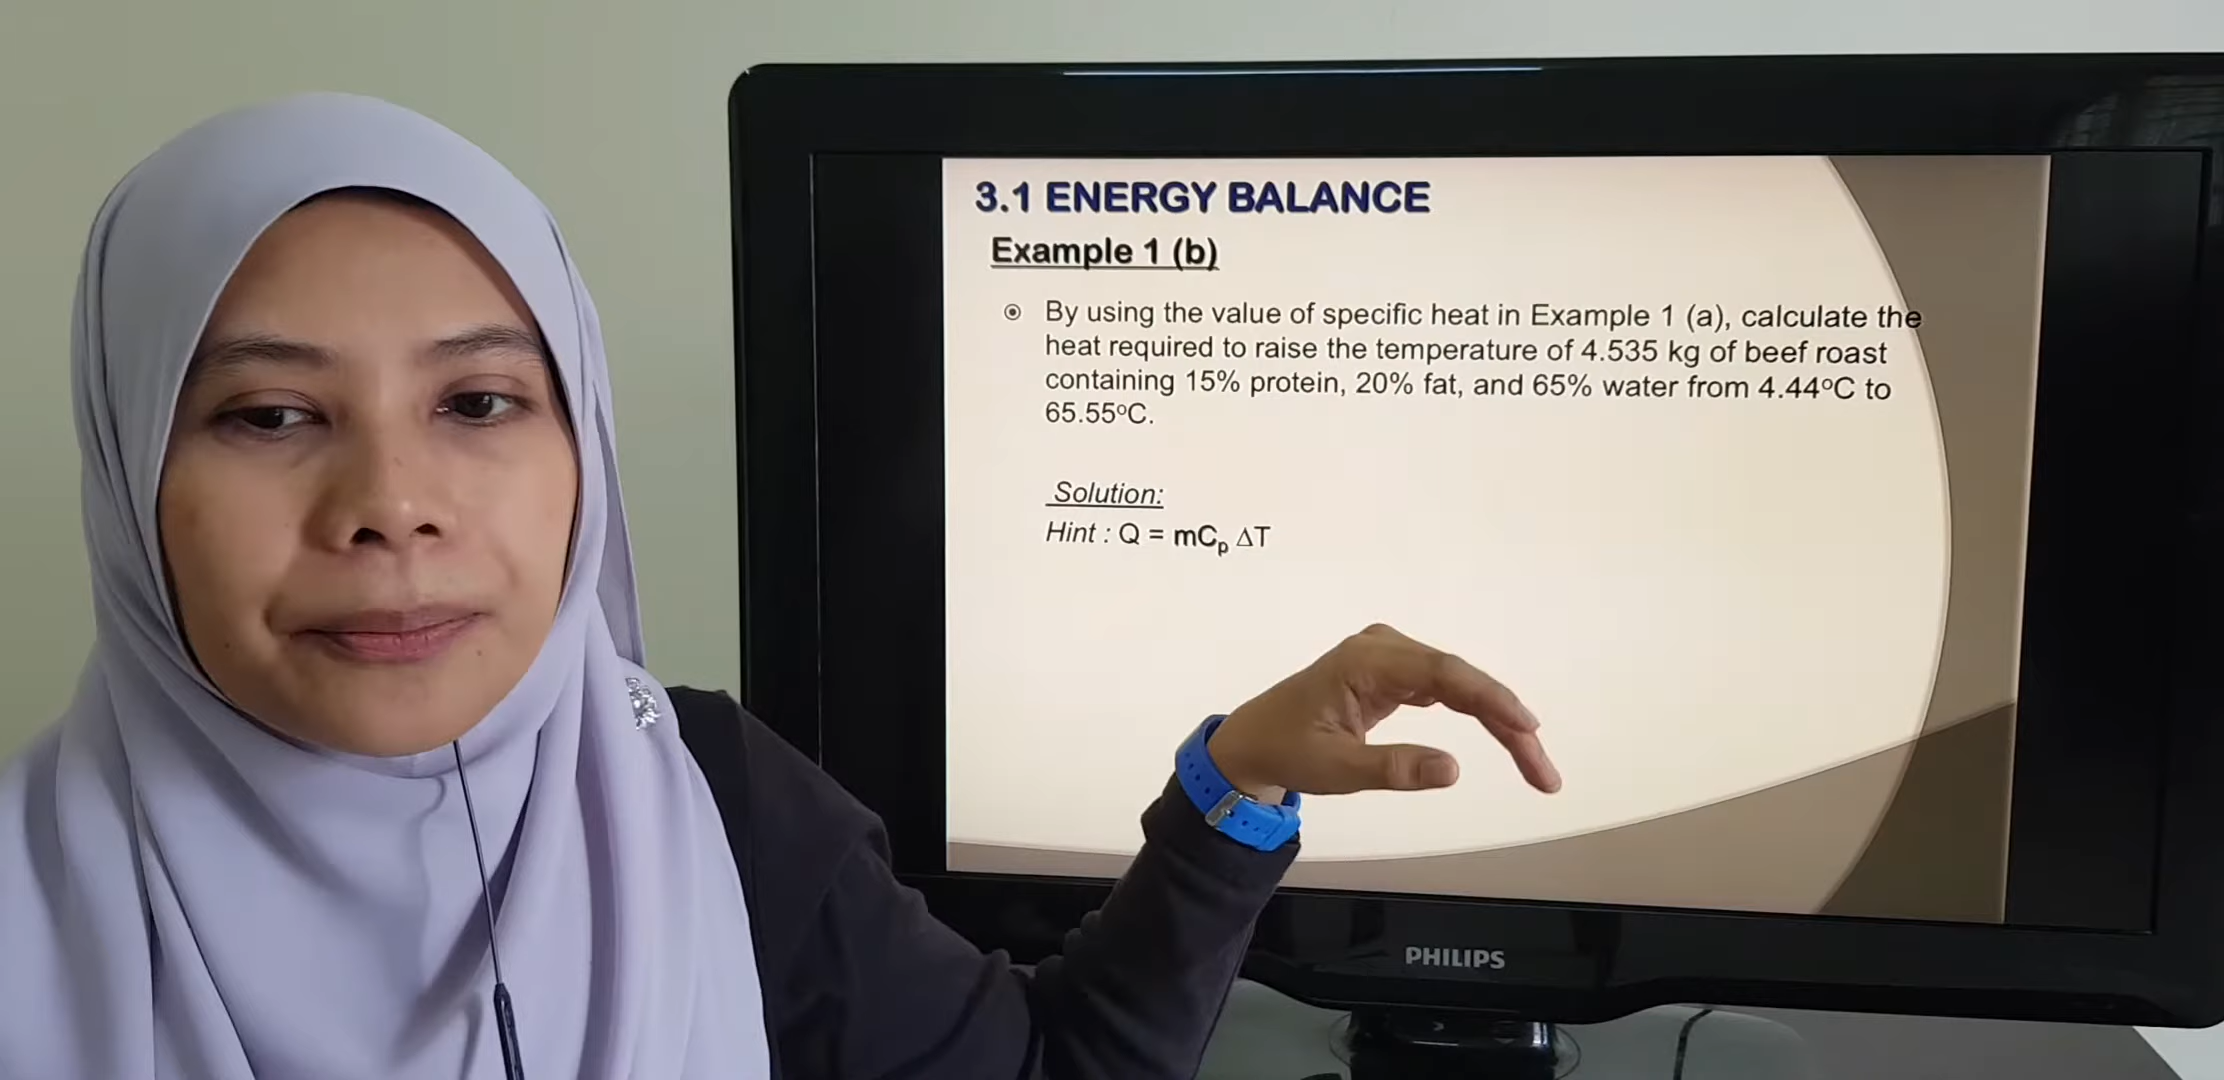 3.1 ENERGY BALANCE
Example 1 (b)
By using the value of specific heat in Example 1 (a), calculate the
heat required to raise the temperature of 4.535 kg of beef roast
containing 15% protein, 20% fat, and 65% water from 4.44ºC to
65.55ºC.
Solution:
Hint : Q = mCp ΔT
PHILIPS